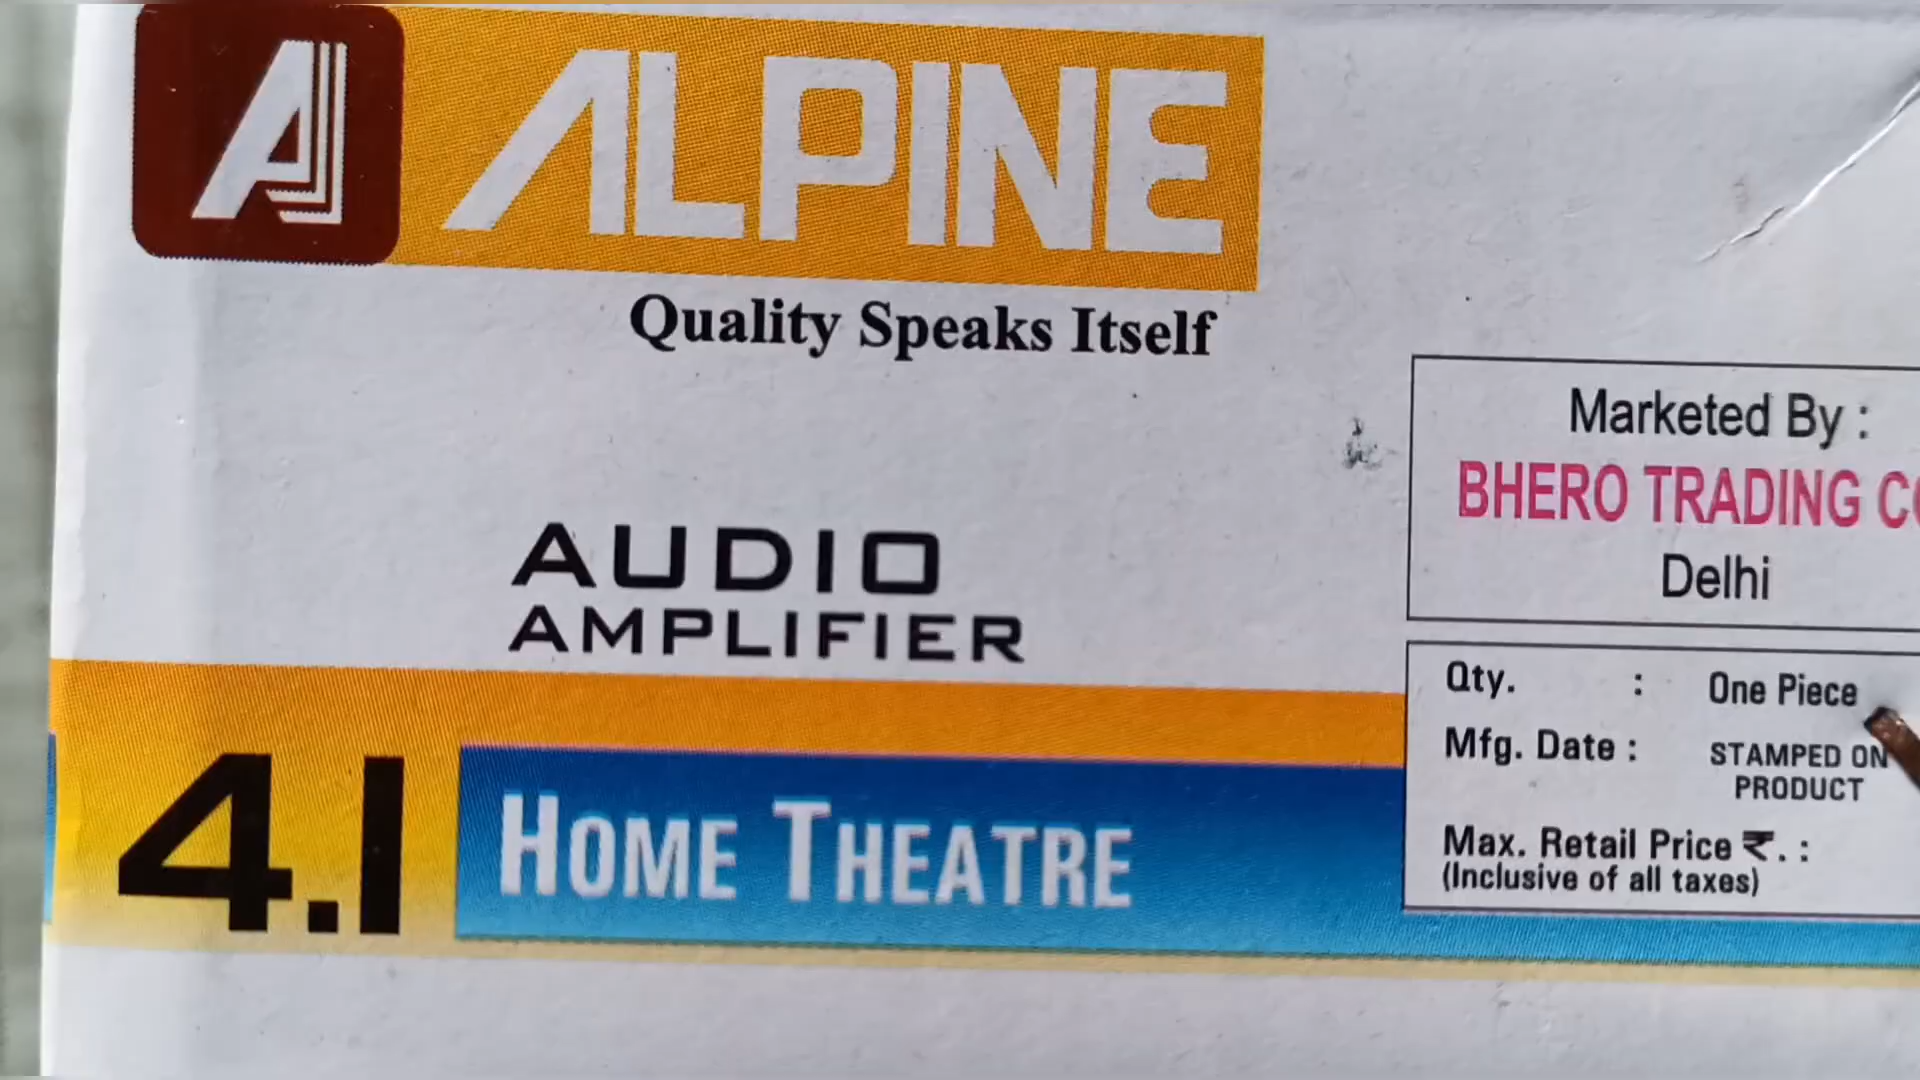 ALPINE
Quality Speaks Itself
AUDIO
AMPLIFIER
4.1 HOME THEATRE
Marketed By :
BHERO TRADING
Delhi
Qty. : One Piece
Mfg. Date : STAMPED ON
PRODUCT
Max. Retail Price ₹. :
(Inclusive of all taxes)